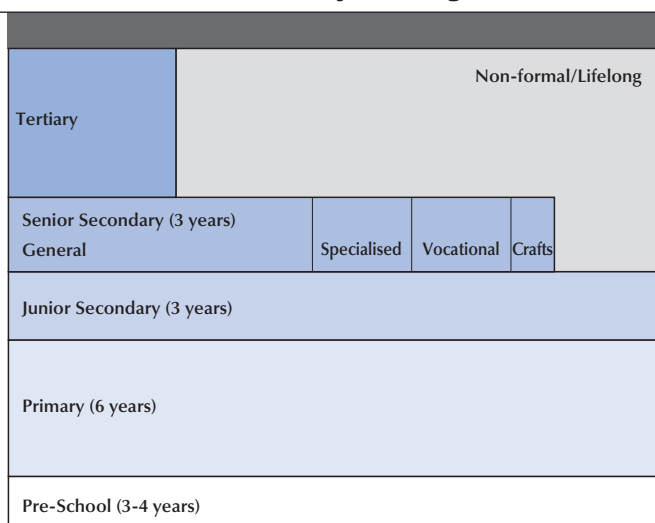 Non-formal/Lifelong
Tertiary
Senior Secondary (3 years)
General
Specialised
Vocational
Crafts
Junior Secondary (3 years)
Primary (6 years)
Pre-School (3-4 years)